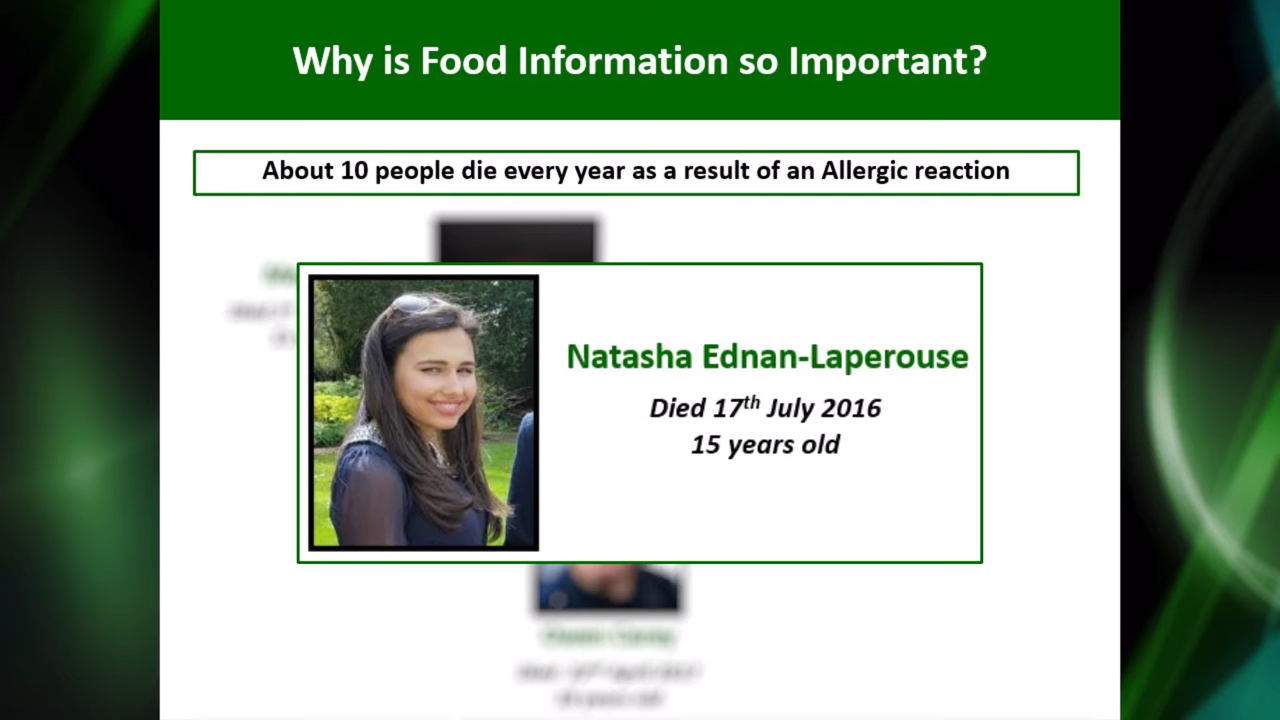 Why is Food Information so Important?
About 10 people die every year as a result of an Allergic reaction
Natasha Ednan-Laperouse
Died 17th July 2016
15 years old